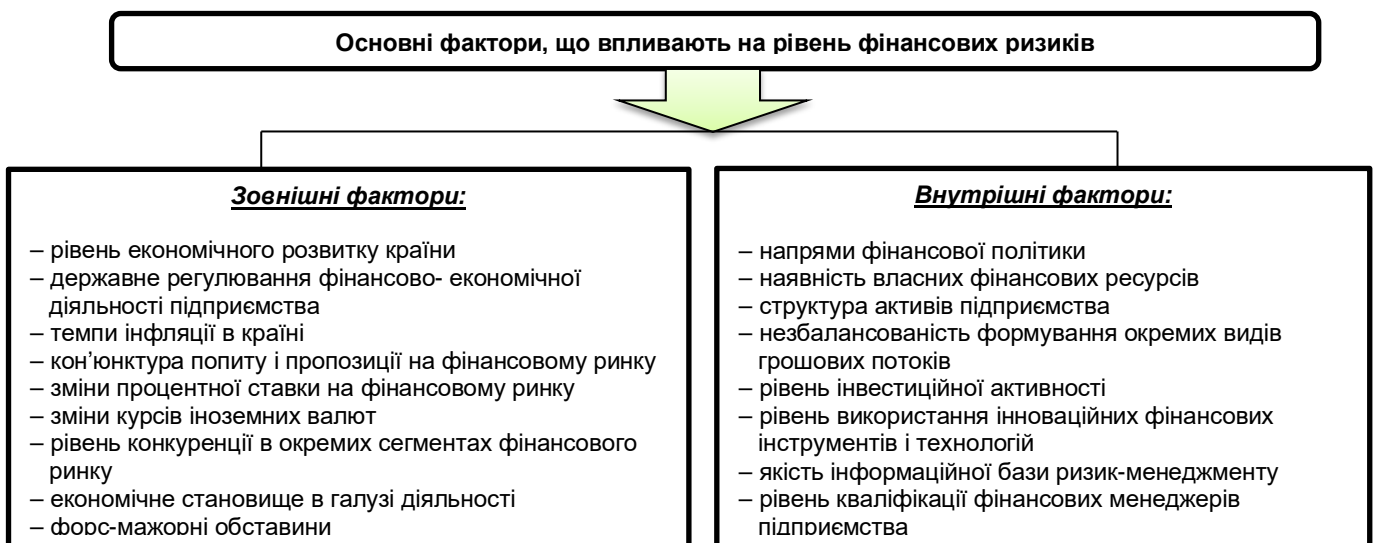 Основні фактори, що впливають на рівень фінансових ризиків
Зовнішні фактори:
– рівень економічного розвитку країни
– державне регулювання фінансово- економічної
діяльності підприємства
– темпи інфляції в країні
– кон’юнктура попиту і пропозиції на фінансовому ринку
– зміни процентної ставки на фінансовому ринку
– зміни курсів іноземних валют
– рівень конкуренції в окремих сегментах фінансового
ринку
– економічне становище в галузі діяльності
– форс-мажорні обставини
Внутрішні фактори:
– напрями фінансової політики
– наявність власних фінансових ресурсів
– структура активів підприємства
– незбалансованість формування окремих видів
грошових потоків
– рівень інвестиційної активності
– рівень використання інноваційних фінансових
інструментів і технологій
– якість інформаційної бази ризик-менеджменту
– рівень кваліфікації фінансових менеджерів
підприємства